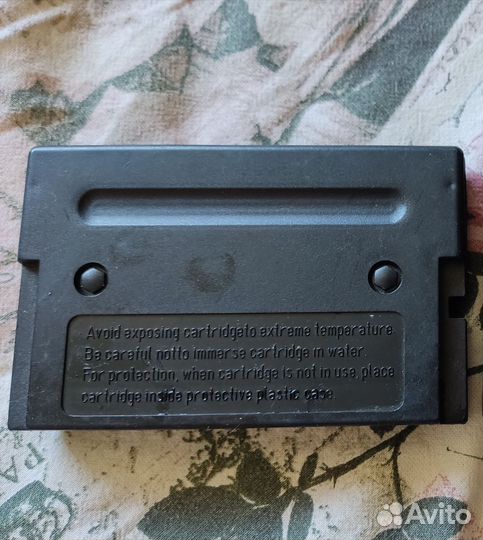 Avoid exposing cartridgeto extreme temperature.
Be careful notto immerse cartridge in water.
For protection, when cartridge is not in use, place
cartridge inside protective plastic case.
Avito